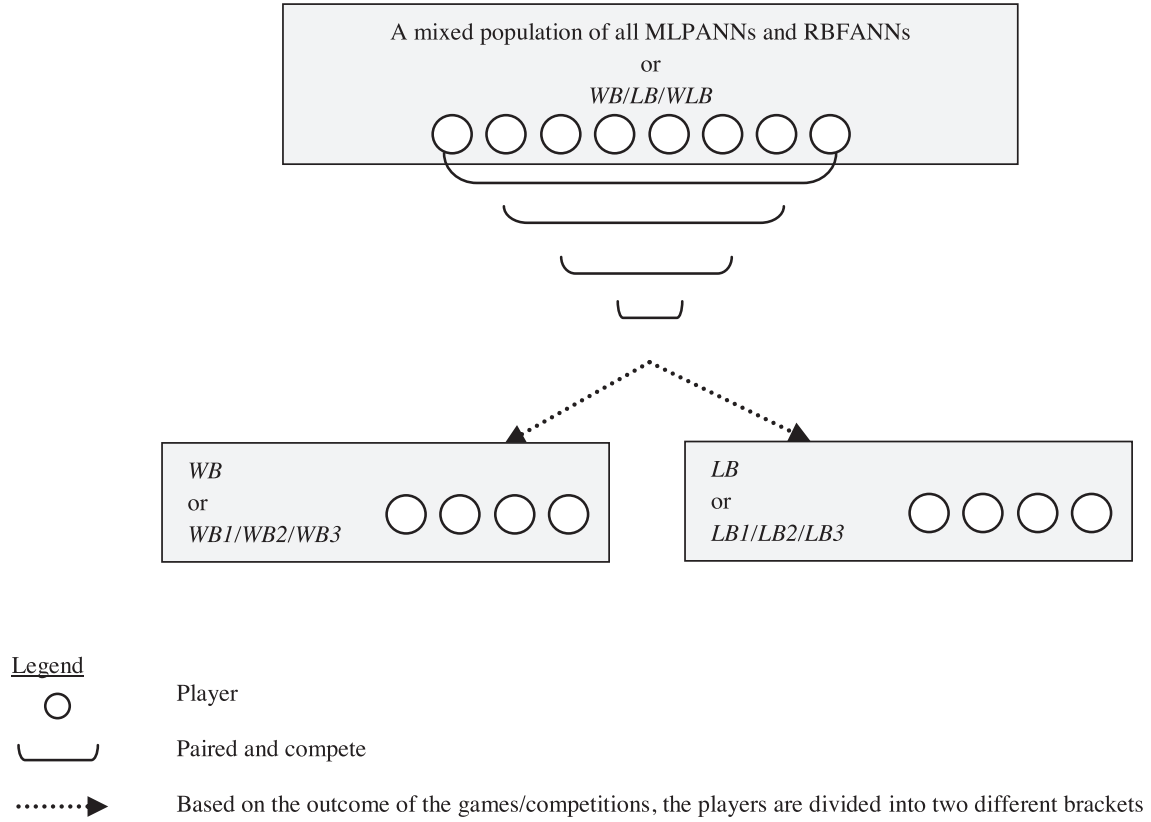 A mixed population of all MLPANNs and RBFANNs
or
WB/LB/WLB
WB
or
WB1/WB2/WB3
LB
or
LB1/LB2/LB3
Legend
Player
Paired and compete
Based on the outcome of the games/competitions, the players are divided into two different brackets